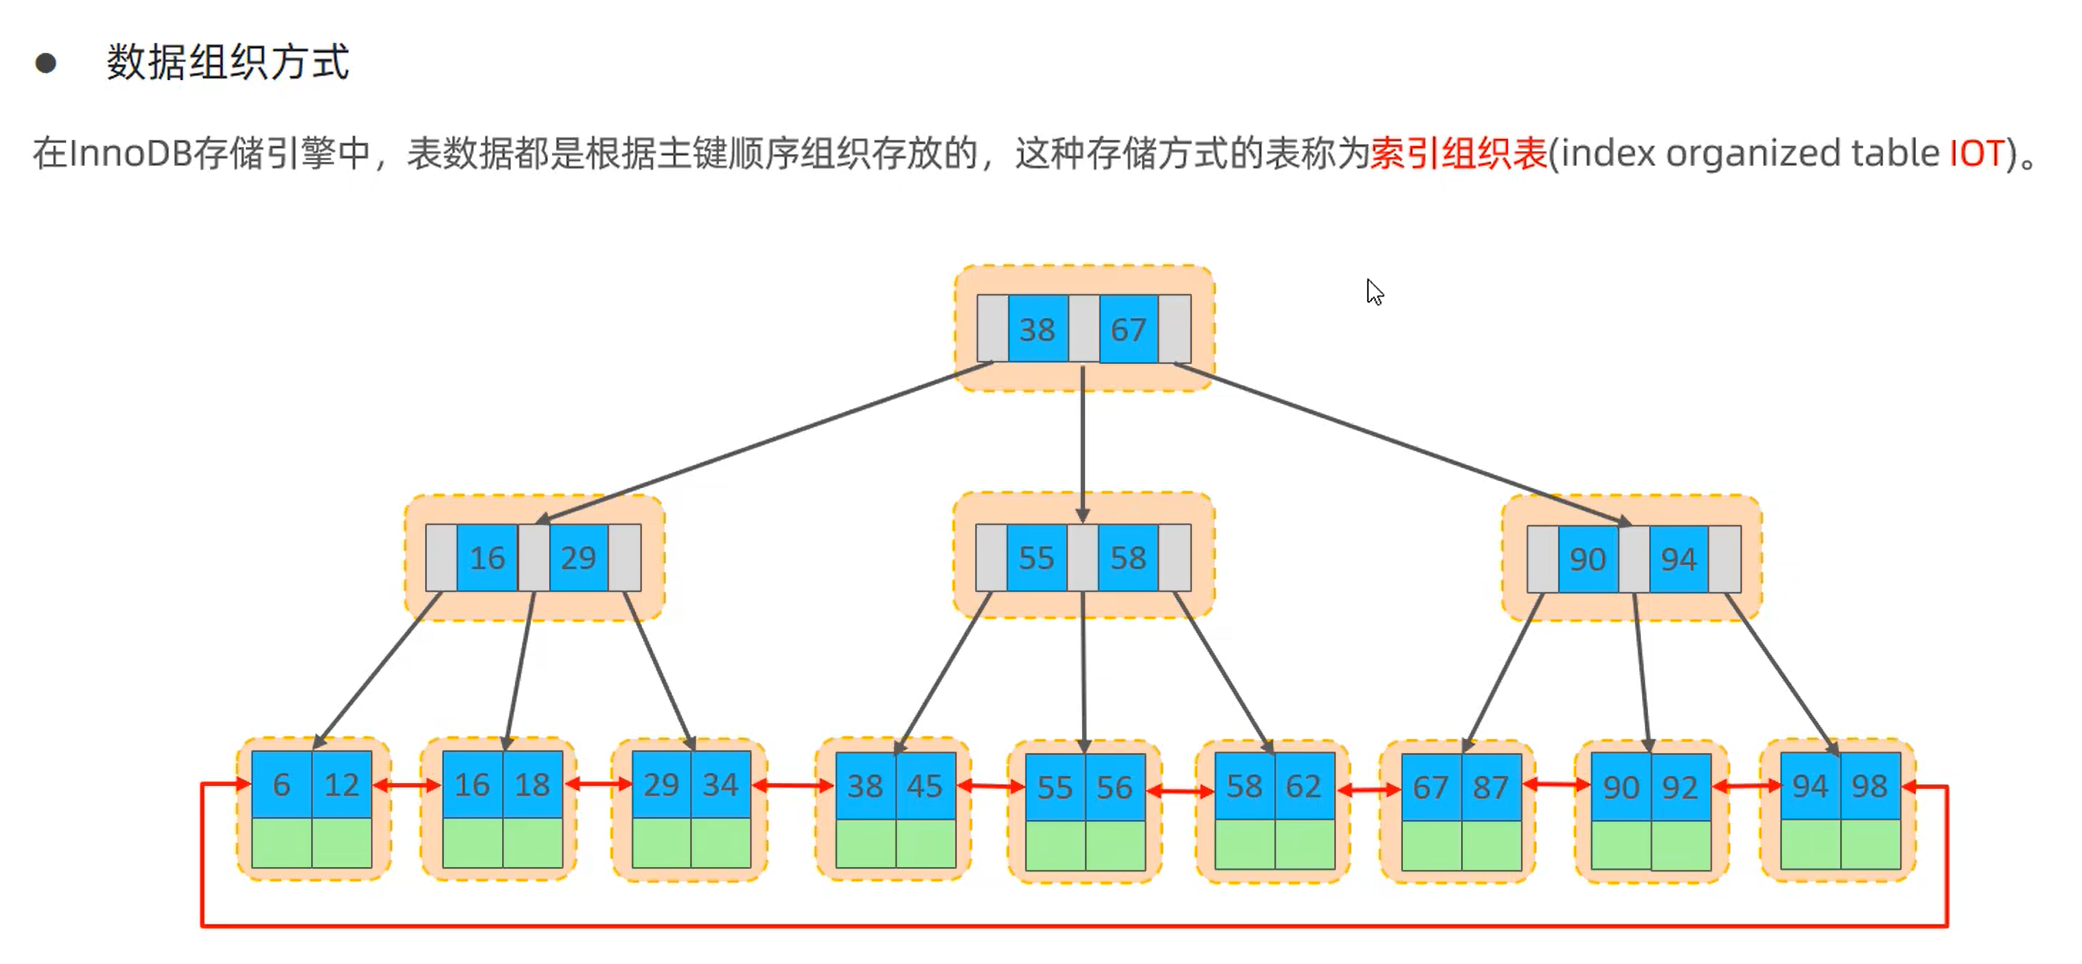 ● 数据组织方式
在InnoDB存储引擎中，表数据都是根据主键顺序组织存放的，这种存储方式的表称为索引组织表(index organized table IOT)。
38 67
16 29 55 58 90 94
6 12 16 18 29 34 38 45 55 56 58 62 67 87 90 92 94 98